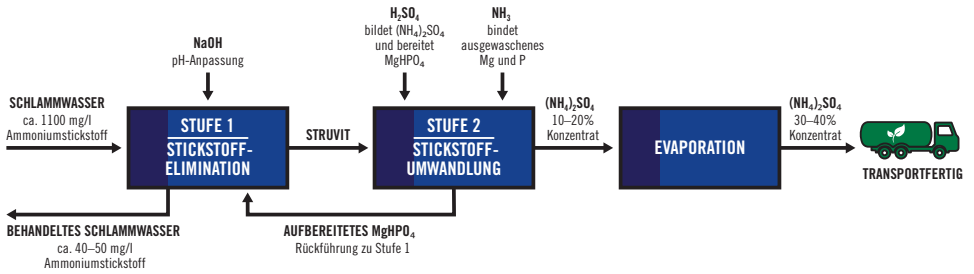 H₂SO₄
bildet (NH₄)₂SO₄
und bereitet
MgHPO₄
NH₃
bindet
ausgewaschenes
Mg und P
NaOH
pH-Anpassung
SCHLAMMWASSER
ca. 1100 mg/l
Ammoniumstickstoff
STUFE 1
STICKSTOFF-
ELIMINATION
STRUVIT
STUFE 2
STICKSTOFF-
UMWANDLUNG
(NH₄)₂SO₄
10–20%
Konzentrat
EVAPORATION
(NH₄)₂SO₄
30–40%
Konzentrat
TRANSPORTFERTIG
BEHANDELTES SCHLAMMWASSER
ca. 40–50 mg/l
Ammoniumstickstoff
AUFBEREITETES MgHPO₄
Rückführung zu Stufe 1